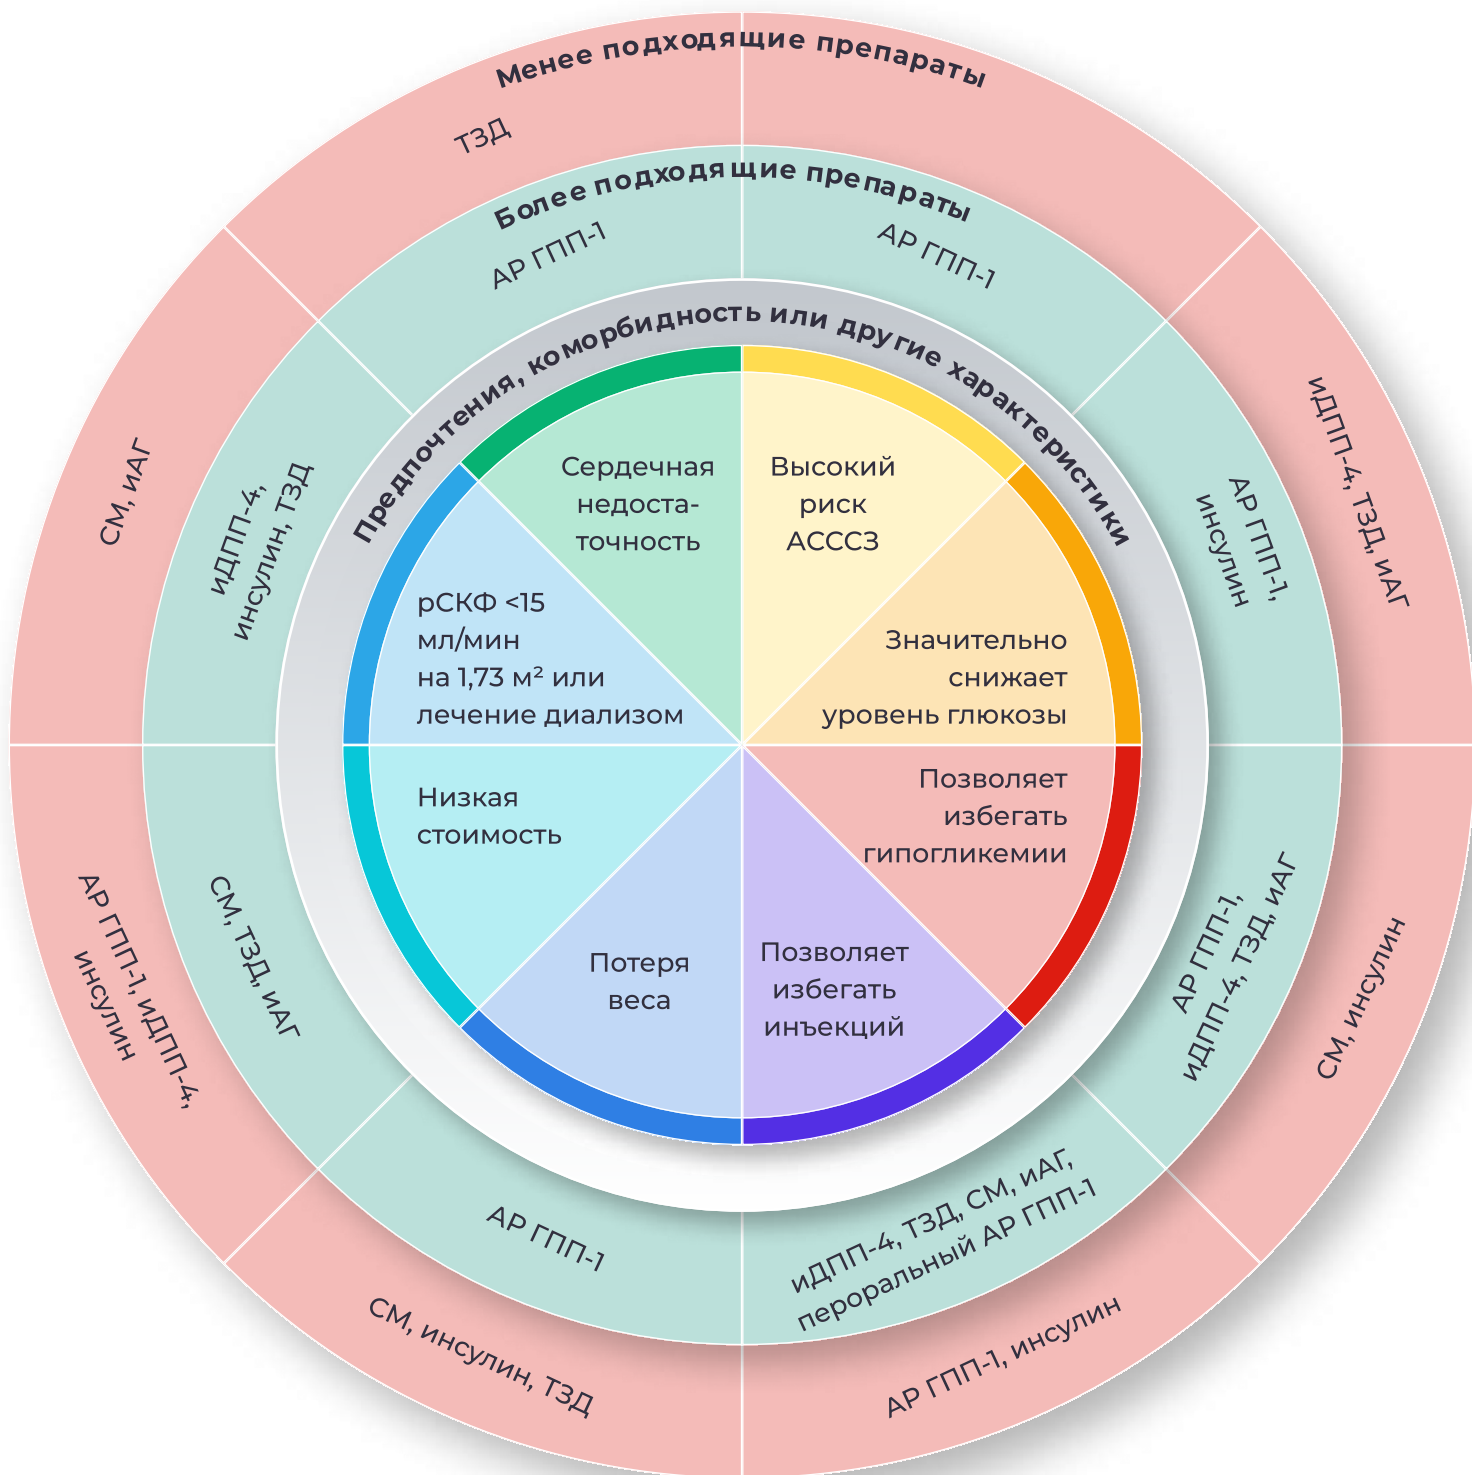 Менее подходящие препараты
ТЗД
Более подходящие препараты
АР ГПП-1
АР ГПП-1
Предпочтения, коморбидность или другие характеристики
Сердечная
недоста-
точность
Высокий
риск
АСССЗ
Значительно
снижает
уровень глюкозы
Позволяет
избегать
гипогликемии
Позволяет
избегать
инъекций
Потеря
веса
Низкая
стоимость
рСКФ <15
мл/мин
на 1,73 м² или
лечение диализом
АР ГПП-1,
инсулин
иДПП-4, ТЗД, иАГ
АР ГПП-1,
иДПП-4, ТЗД, иАГ
СМ, инсулин
иДПП-4, ТЗД, СМ, иАГ,
пероральный АР ГПП-1
АР ГПП-1, инсулин
АР ГПП-1
СМ, инсулин, ТЗД
СМ, ТЗД, иАГ
АР ГПП-1, иДПП-4,
инсулин
иДПП-4,
инсулин, ТЗД
СМ, иАГ